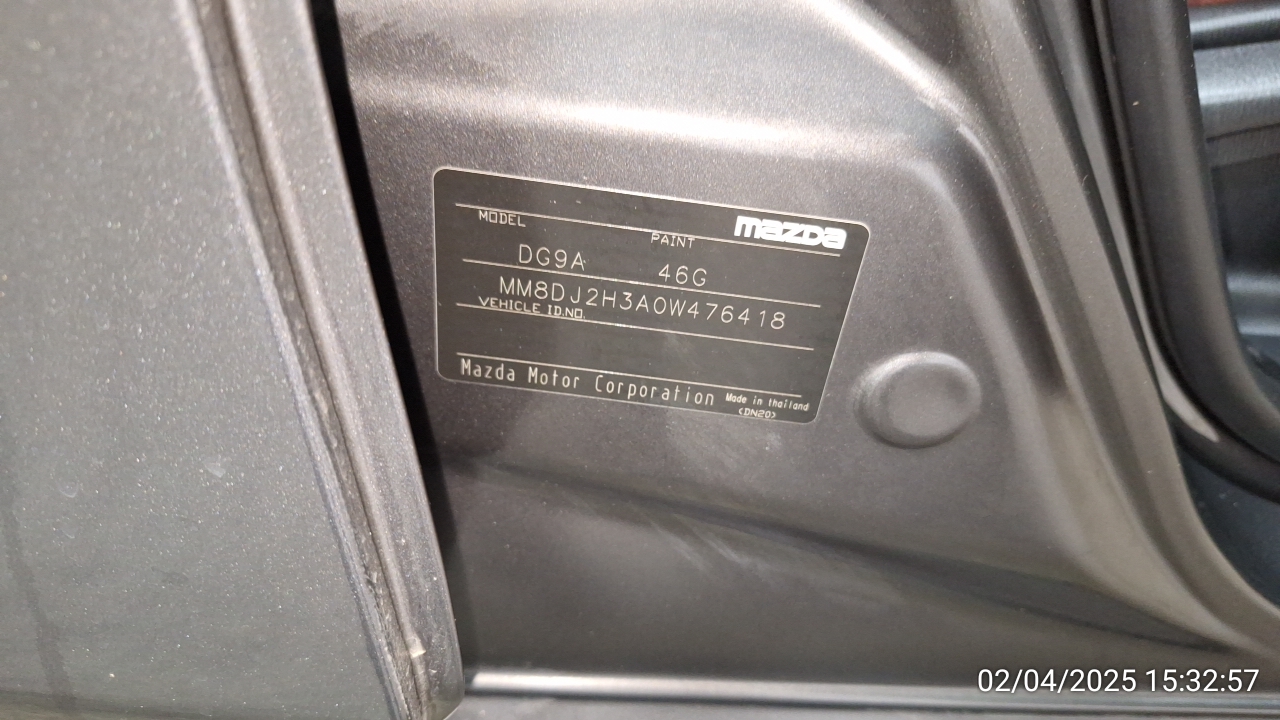 mazda
MODEL PAINT
DG9A 46G
MM8DJ2H3A0W476418
VEHICLE ID.NO.
Mazda Motor Corporation Made in thailand
(DN20)
02/04/2025 15:32:57